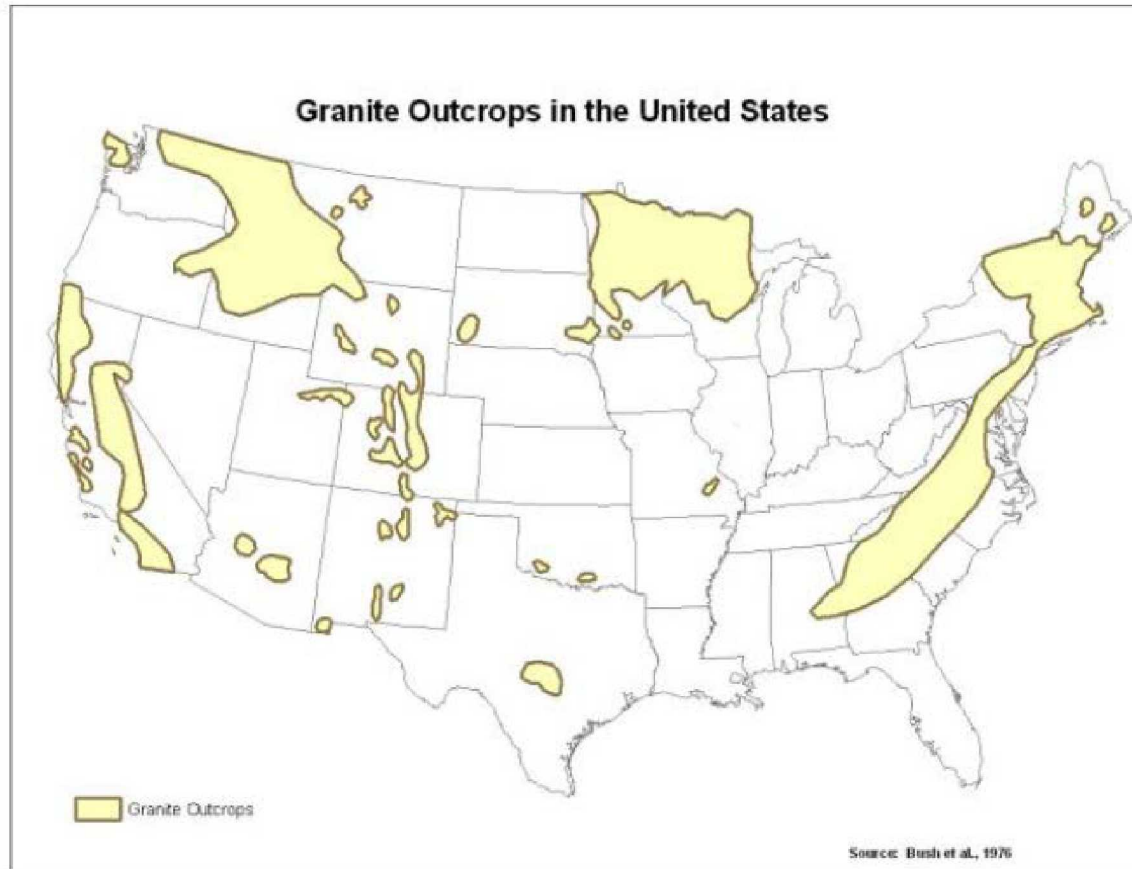 Granite Outcrops in the United States
Granite Outcrops
Source: Bush et al., 1976